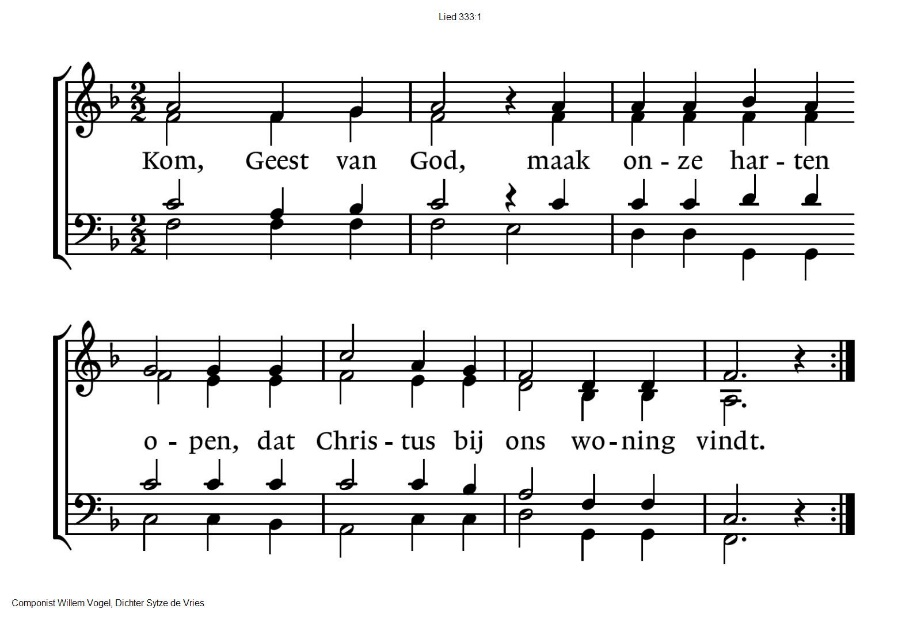 Lied 333:1
Kom, Geest van God, maak on - ze har - ten
o - pen, dat Chris - tus bij ons wo - ning vindt.
Componist Willem Vogel, Dichter Sytze de Vries